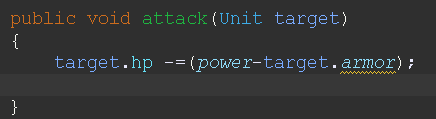 public void attack(Unit target)
{
target.hp -=(power-target.armor);
}